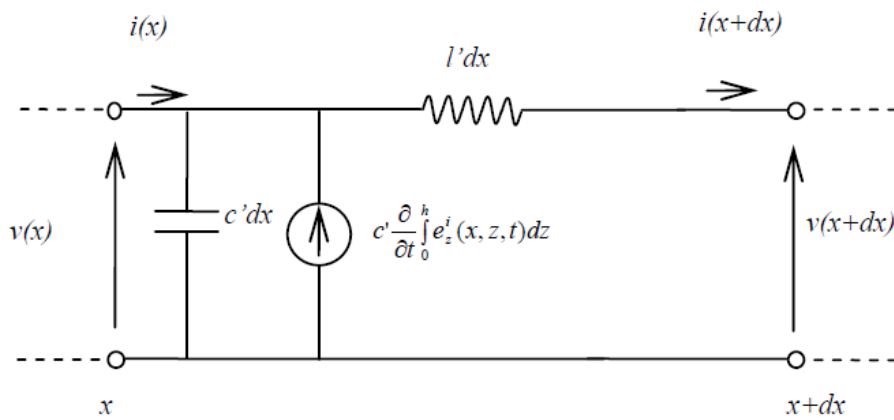 i(x)
i(x+dx)
l'dx
v(x)
c'dx
c' ∂/∂t ∫₀ʰ eᶻⁱ(x, z, t)dz
v(x+dx)
x
x+dx